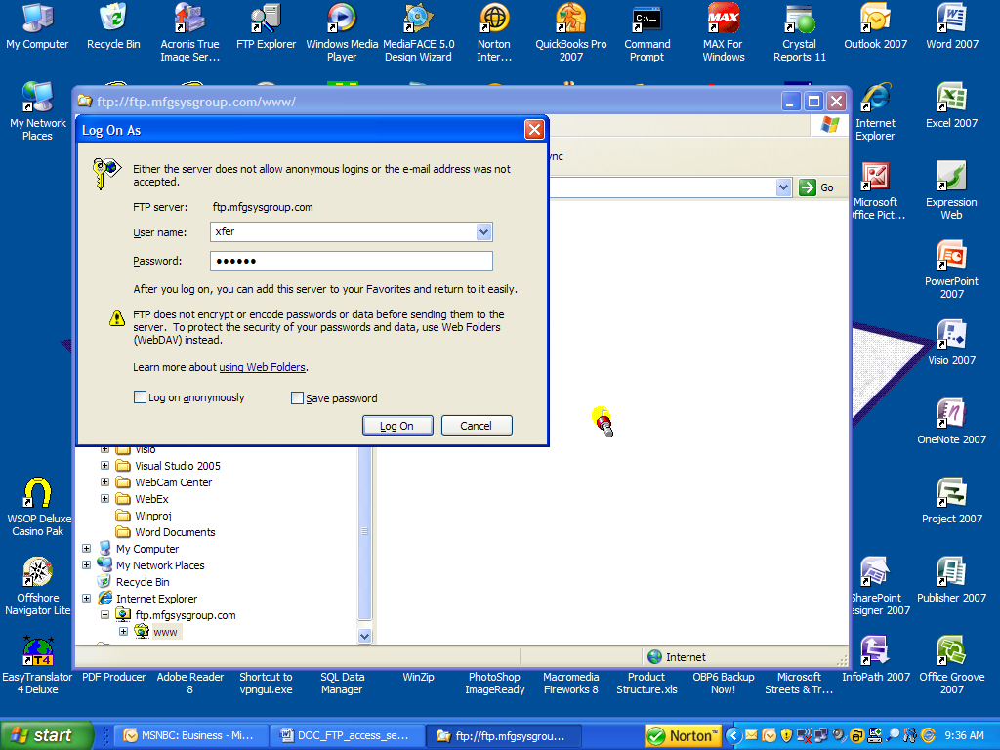 My Computer
Recycle Bin
Acronis True
Image Ser...
FTP Explorer
Windows Media
Player
MediaFACE 5.0
Design Wizard
Norton
Inter...
QuickBooks Pro
2007
C:\-
Command
Prompt
MAX
MAX For
Windows
Crystal
Reports 11
Outlook 2007
Word 2007
My Network
Places
Internet
Explorer
Excel 2007
Microsoft
Office Pict...
Expression
Web
PowerPoint
2007
Visio 2007
OneNote 2007
Project 2007
SharePoint
esigner 2007
Publisher 2007
InfoPath 2007
Office Groove
2007
WSOP Deluxe
Casino Pak
Offshore
Navigator Lite
T4
EasyTranslator
4 Deluxe
PDF Producer
Adobe Reader
8
Shortcut to
vpngui.exe
SQL Data
Manager
WinZip
PhotoShop
ImageReady
Macromedia
Fireworks 8
Product
Structure.xls
OBP6 Backup
Now!
Microsoft
Streets & Tr...
ftp://ftp.mfgsysgroup.com/www/
ync
Go
Log On As
Either the server does not allow anonymous logins or the e-mail address was not
accepted.
FTP server: ftp.mfgsysgroup.com
User name: xfer
Password: ●●●●●●
After you log on, you can add this server to your Favorites and return to it easily.
FTP does not encrypt or encode passwords or data before sending them to the
server. To protect the security of your passwords and data, use Web Folders
(WebDAV) instead.
Learn more about using Web Folders.
Log on anonymously Save password
Log On Cancel
Visio
Visual Studio 2005
WebCam Center
WebEx
Winproj
Word Documents
My Computer
My Network Places
Recycle Bin
Internet Explorer
ftp.mfgsysgroup.com
www
Internet
start
MSNBC: Business - Mi...
DOC_FTP_access_se...
ftp://ftp.mfgsysgrou...
Norton™
9:36 AM